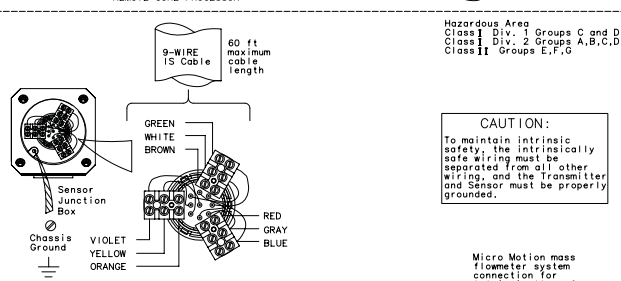 Hazardous Area
Class I Div. 1 Groups C and D
Class I Div. 2 Groups A,B,C,D
Class II Groups E,F,G
9-WIRE
IS Cable
60 ft
maximum
cable
length
GREEN
WHITE
BROWN
CAUTION:
To maintain intrinsic
safety, the intrinsically
safe wiring must be
separated from all other
wiring, and the Transmitter
and Sensor must be properly
grounded.
Sensor
Junction
Box
Chassis
Ground
RED
GRAY
BLUE
VIOLET
YELLOW
ORANGE
Micro Motion mass
flowmeter system
connection for